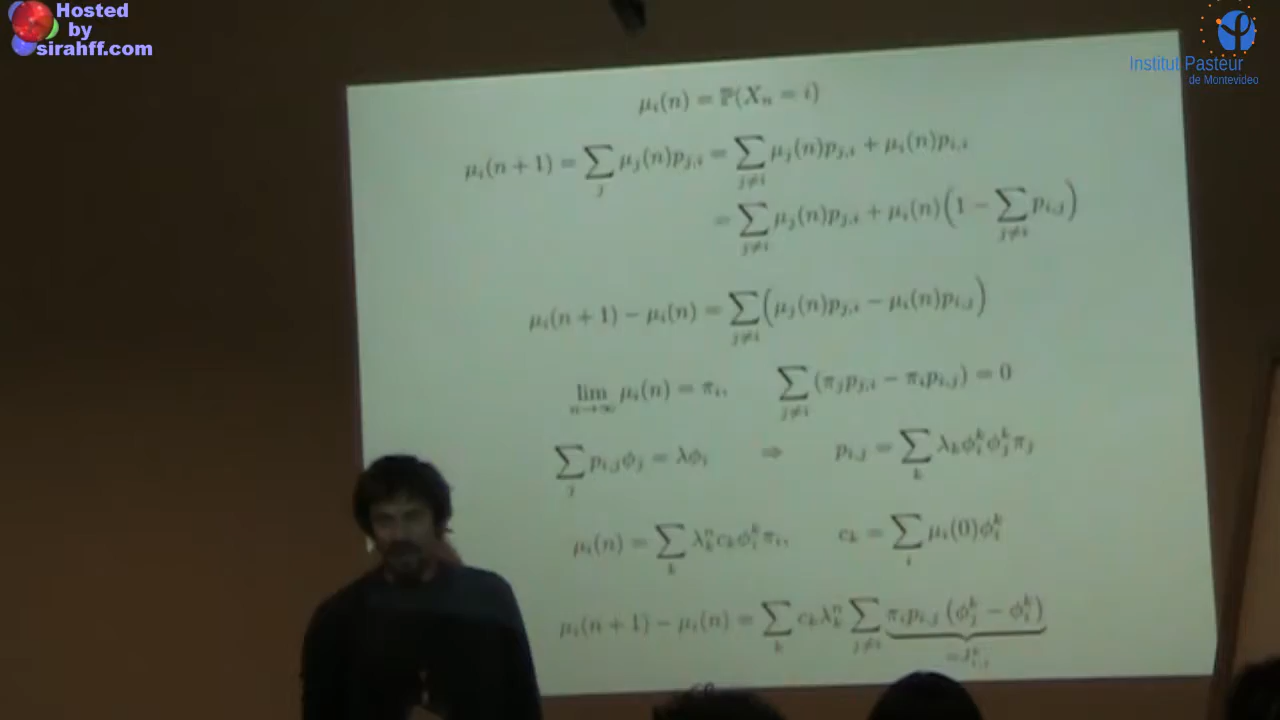 Hosted
by
sirahff.com
Institut Pasteur
de Montevideo
μ_i(n) = ℙ(X_n = i)
μ_i(n + 1) = ∑_j μ_j(n)p_{j,i} = ∑_{j≠i} μ_j(n)p_{j,i} + μ_i(n)p_{i,i}
= ∑_{j≠i} μ_j(n)p_{j,i} + μ_i(n)(1 − ∑_{j≠i} p_{i,j})
μ_i(n + 1) − μ_i(n) = ∑_{j≠i} (μ_j(n)p_{j,i} − μ_i(n)p_{i,j})
lim_{n→∞} μ_i(n) = π_i, ∑_{j≠i} (π_j p_{j,i} − π_i p_{i,j}) = 0
∑_j p_{i,j}ϕ_j = λϕ_i ⇒ p_{i,j} = ∑_k λ_k ϕ_i^k ϕ_j^k π_j
μ_i(n) = ∑_k λ_k^n c_k ϕ_i^k π_i, c_k = ∑_i μ_i(0)ϕ_i^k
μ_i(n + 1) − μ_i(n) = ∑_k c_k λ_k^n ∑_{j≠i} π_i p_{i,j} (ϕ_j^k − ϕ_i^k)
=J_{i,j}^k